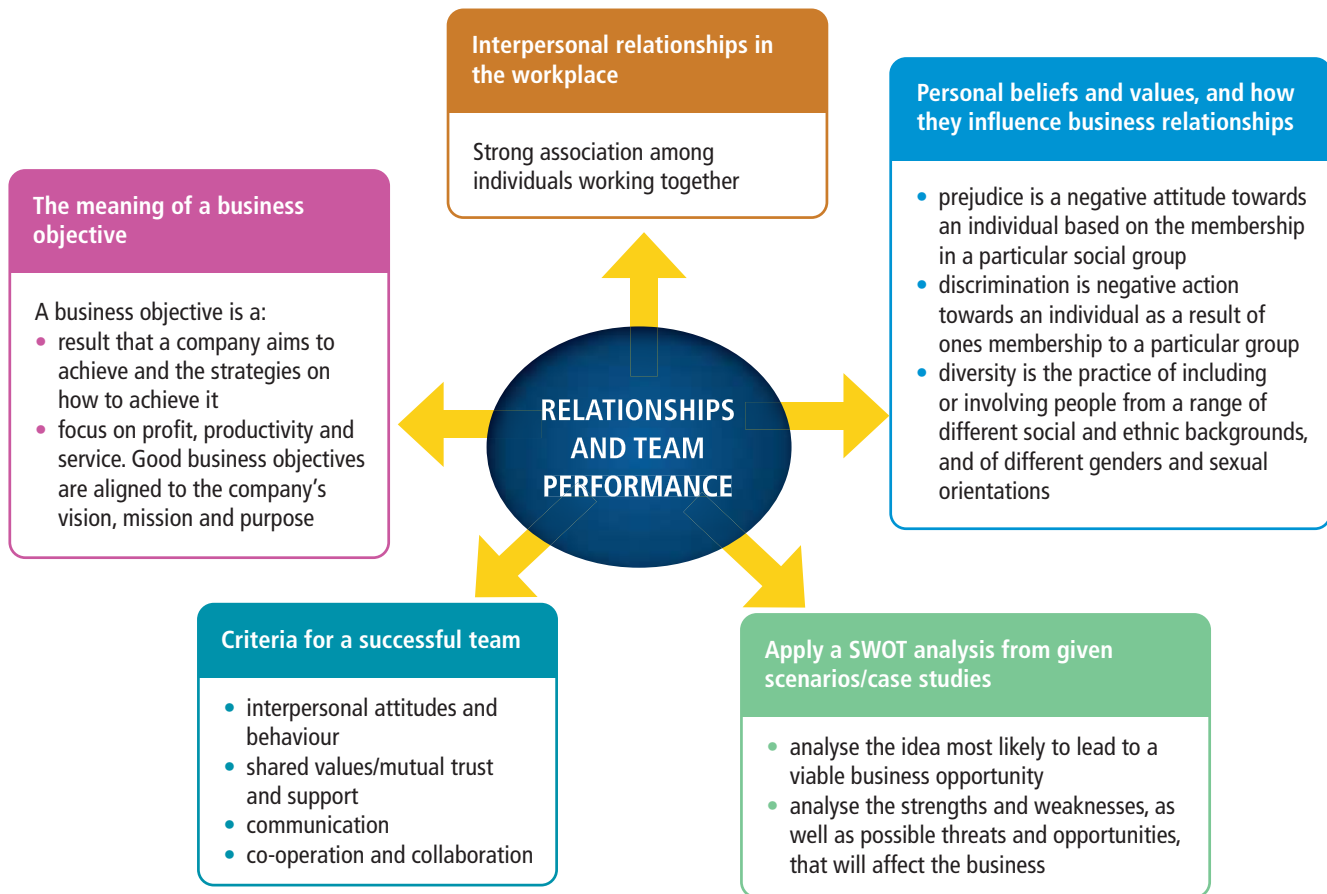 Interpersonal relationships in
the workplace
Strong association among
individuals working together
Personal beliefs and values, and how
they influence business relationships
• prejudice is a negative attitude towards
an individual based on the membership
in a particular social group
• discrimination is negative action
towards an individual as a result of
ones membership to a particular group
• diversity is the practice of including
or involving people from a range of
different social and ethnic backgrounds,
and of different genders and sexual
orientations
The meaning of a business
objective
A business objective is a:
• result that a company aims to
achieve and the strategies on
how to achieve it
• focus on profit, productivity and
service. Good business objectives
are aligned to the company's
vision, mission and purpose
RELATIONSHIPS
AND TEAM
PERFORMANCE
Criteria for a successful team
• interpersonal attitudes and
behaviour
• shared values/mutual trust
and support
• communication
• co-operation and collaboration
Apply a SWOT analysis from given
scenarios/case studies
• analyse the idea most likely to lead to a
viable business opportunity
• analyse the strengths and weaknesses, as
well as possible threats and opportunities,
that will affect the business